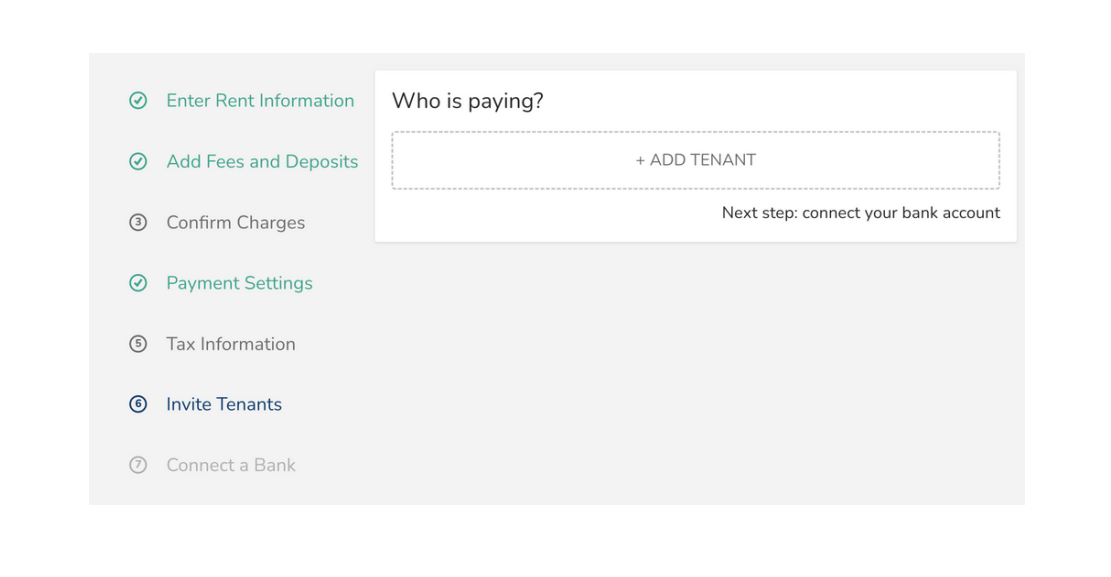 Enter Rent Information
Add Fees and Deposits
3 Confirm Charges
Payment Settings
5 Tax Information
6 Invite Tenants
7 Connect a Bank
Who is paying?
+ ADD TENANT
Next step: connect your bank account